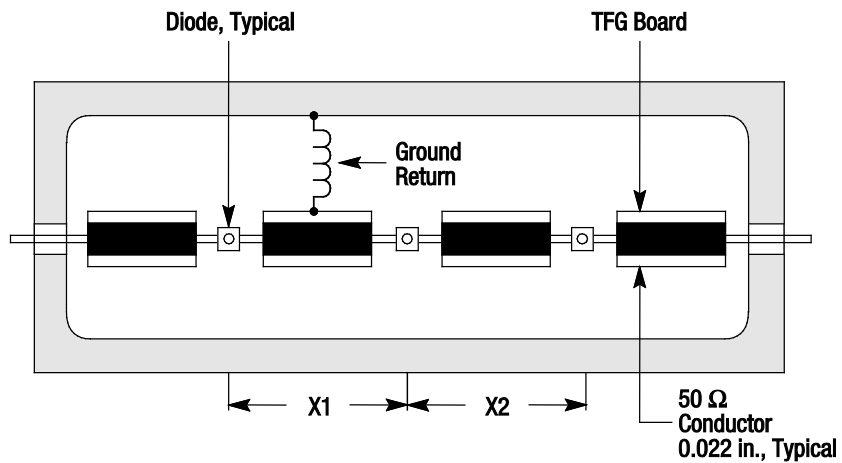 Diode, Typical
TFG Board
Ground
Return
X1
X2
50 Ω
Conductor
0.022 in., Typical